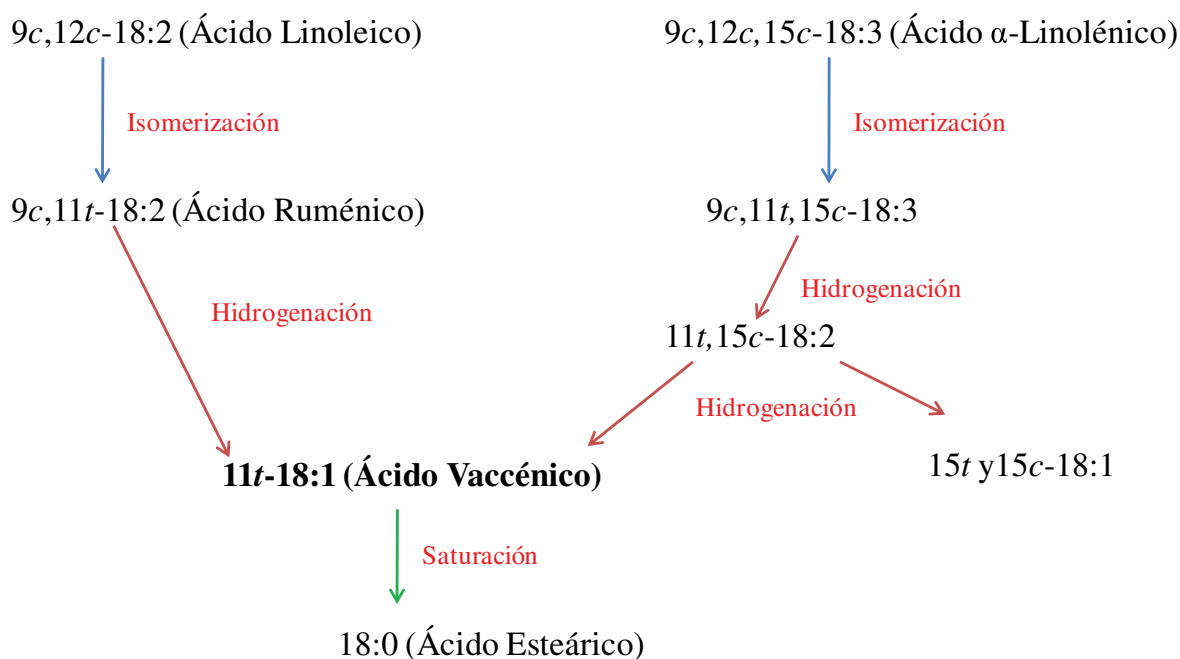 9c,12c-18:2 (Ácido Linoleico)
9c,12c,15c-18:3 (Ácido α-Linolénico)
Isomerización
Isomerización
9c,11t-18:2 (Ácido Ruménico)
9c,11t,15c-18:3
Hidrogenación
Hidrogenación
11t,15c-18:2
Hidrogenación
11t-18:1 (Ácido Vaccénico)
15t y15c-18:1
Saturación
18:0 (Ácido Esteárico)